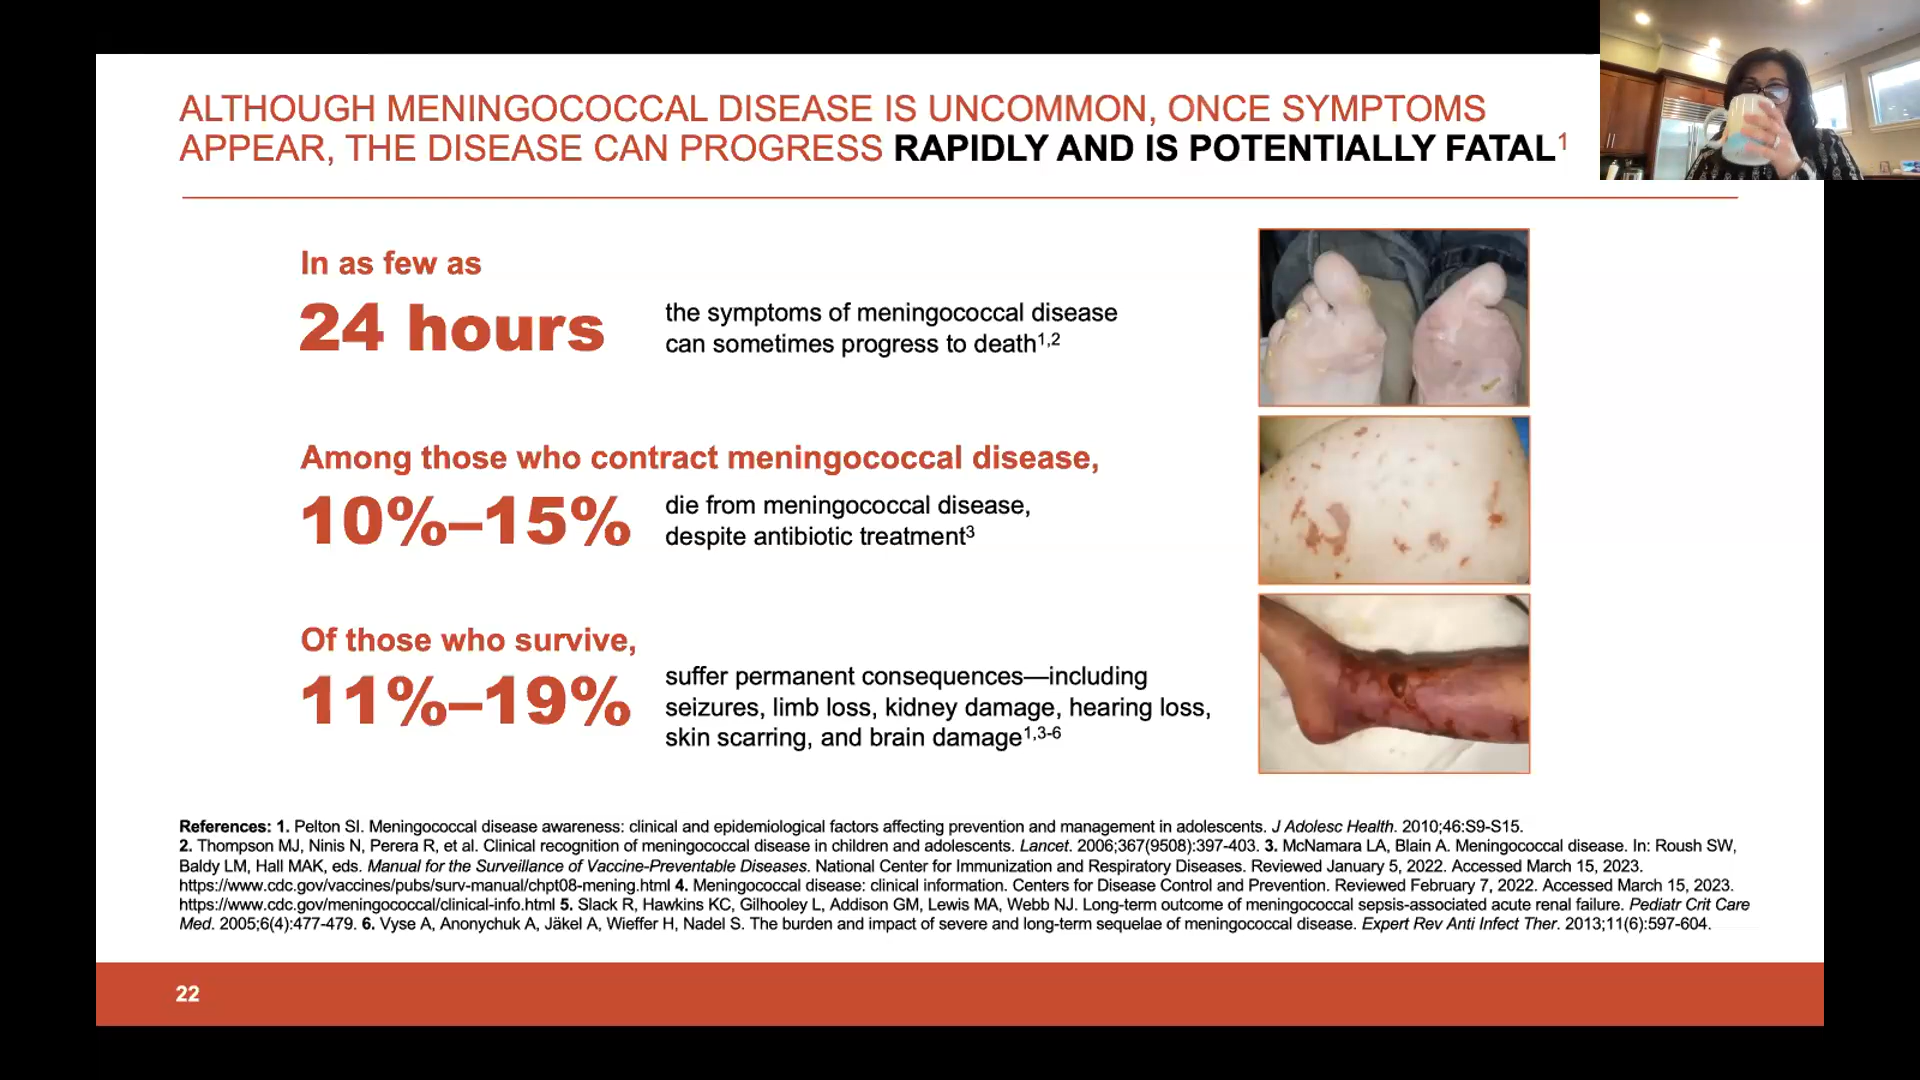 ALTHOUGH MENINGOCOCCAL DISEASE IS UNCOMMON, ONCE SYMPTOMS
APPEAR, THE DISEASE CAN PROGRESS RAPIDLY AND IS POTENTIALLY FATAL1
In as few as
24 hours
the symptoms of meningococcal disease
can sometimes progress to death1,2
Among those who contract meningococcal disease,
10%–15%
die from meningococcal disease,
despite antibiotic treatment3
Of those who survive,
11%–19%
suffer permanent consequences—including
seizures, limb loss, kidney damage, hearing loss,
skin scarring, and brain damage1,3-6
References: 1. Pelton SI. Meningococcal disease awareness: clinical and epidemiological factors affecting prevention and management in adolescents. J Adolesc Health. 2010;46:S9-S15.
2. Thompson MJ, Ninis N, Perera R, et al. Clinical recognition of meningococcal disease in children and adolescents. Lancet. 2006;367(9508):397-403. 3. McNamara LA, Blain A. Meningococcal disease. In: Roush SW,
Baldy LM, Hall MAK, eds. Manual for the Surveillance of Vaccine-Preventable Diseases. National Center for Immunization and Respiratory Diseases. Reviewed January 5, 2022. Accessed March 15, 2023.
https://www.cdc.gov/vaccines/pubs/surv-manual/chpt08-mening.html 4. Meningococcal disease: clinical information. Centers for Disease Control and Prevention. Reviewed February 7, 2022. Accessed March 15, 2023.
https://www.cdc.gov/meningococcal/clinical-info.html 5. Slack R, Hawkins KC, Gilhooley L, Addison GM, Lewis MA, Webb NJ. Long-term outcome of meningococcal sepsis-associated acute renal failure. Pediatr Crit Care
Med. 2005;6(4):477-479. 6. Vyse A, Anonychuk A, Jäkel A, Wieffer H, Nadel S. The burden and impact of severe and long-term sequelae of meningococcal disease. Expert Rev Anti Infect Ther. 2013;11(6):597-604.
22